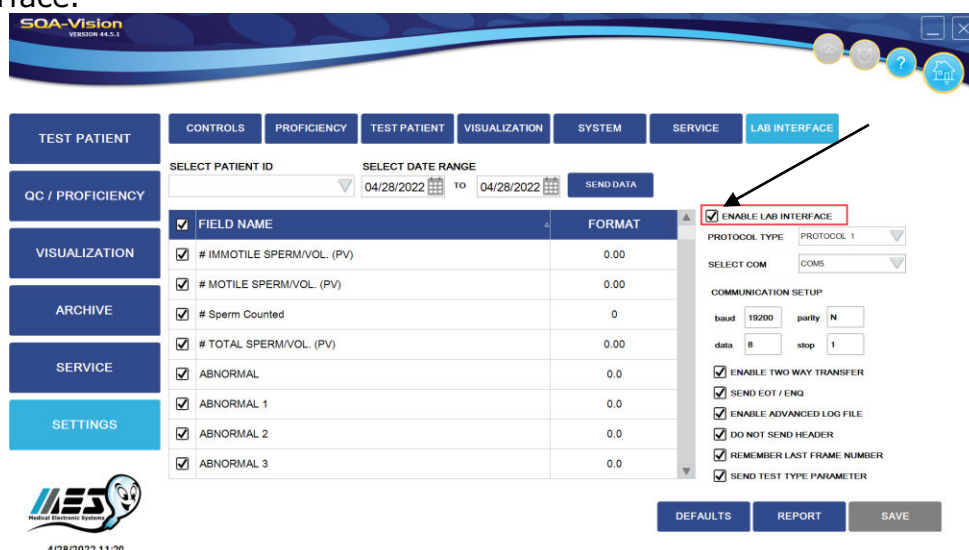 rface.
SQA-Vision
VERSION 44.5.1
?
TEST PATIENT
QC / PROFICIENCY
VISUALIZATION
ARCHIVE
SERVICE
SETTINGS
CONTROLS PROFICIENCY TEST PATIENT VISUALIZATION SYSTEM SERVICE LAB INTERFACE
SELECT PATIENT ID SELECT DATE RANGE
04/28/2022 TO 04/28/2022 SEND DATA
FIELD NAME FORMAT
# IMMOTILE SPERM/VOL. (PV) 0.00
# MOTILE SPERM/VOL. (PV) 0.00
# Sperm Counted 0
# TOTAL SPERM/VOL. (PV) 0.00
ABNORMAL 0.0
ABNORMAL 1 0.0
ABNORMAL 2 0.0
ABNORMAL 3 0.0
ENABLE LAB INTERFACE
PROTOCOL TYPE PROTOCOL 1
SELECT COM COM5
COMMUNICATION SETUP
baud 19200 parity N
data 8 stop 1
ENABLE TWO WAY TRANSFER
SEND EOT / ENQ
ENABLE ADVANCED LOG FILE
DO NOT SEND HEADER
REMEMBER LAST FRAME NUMBER
SEND TEST TYPE PARAMETER
DEFAULTS REPORT SAVE
MES
Medical Electronic Systems
4/28/2022 11:20